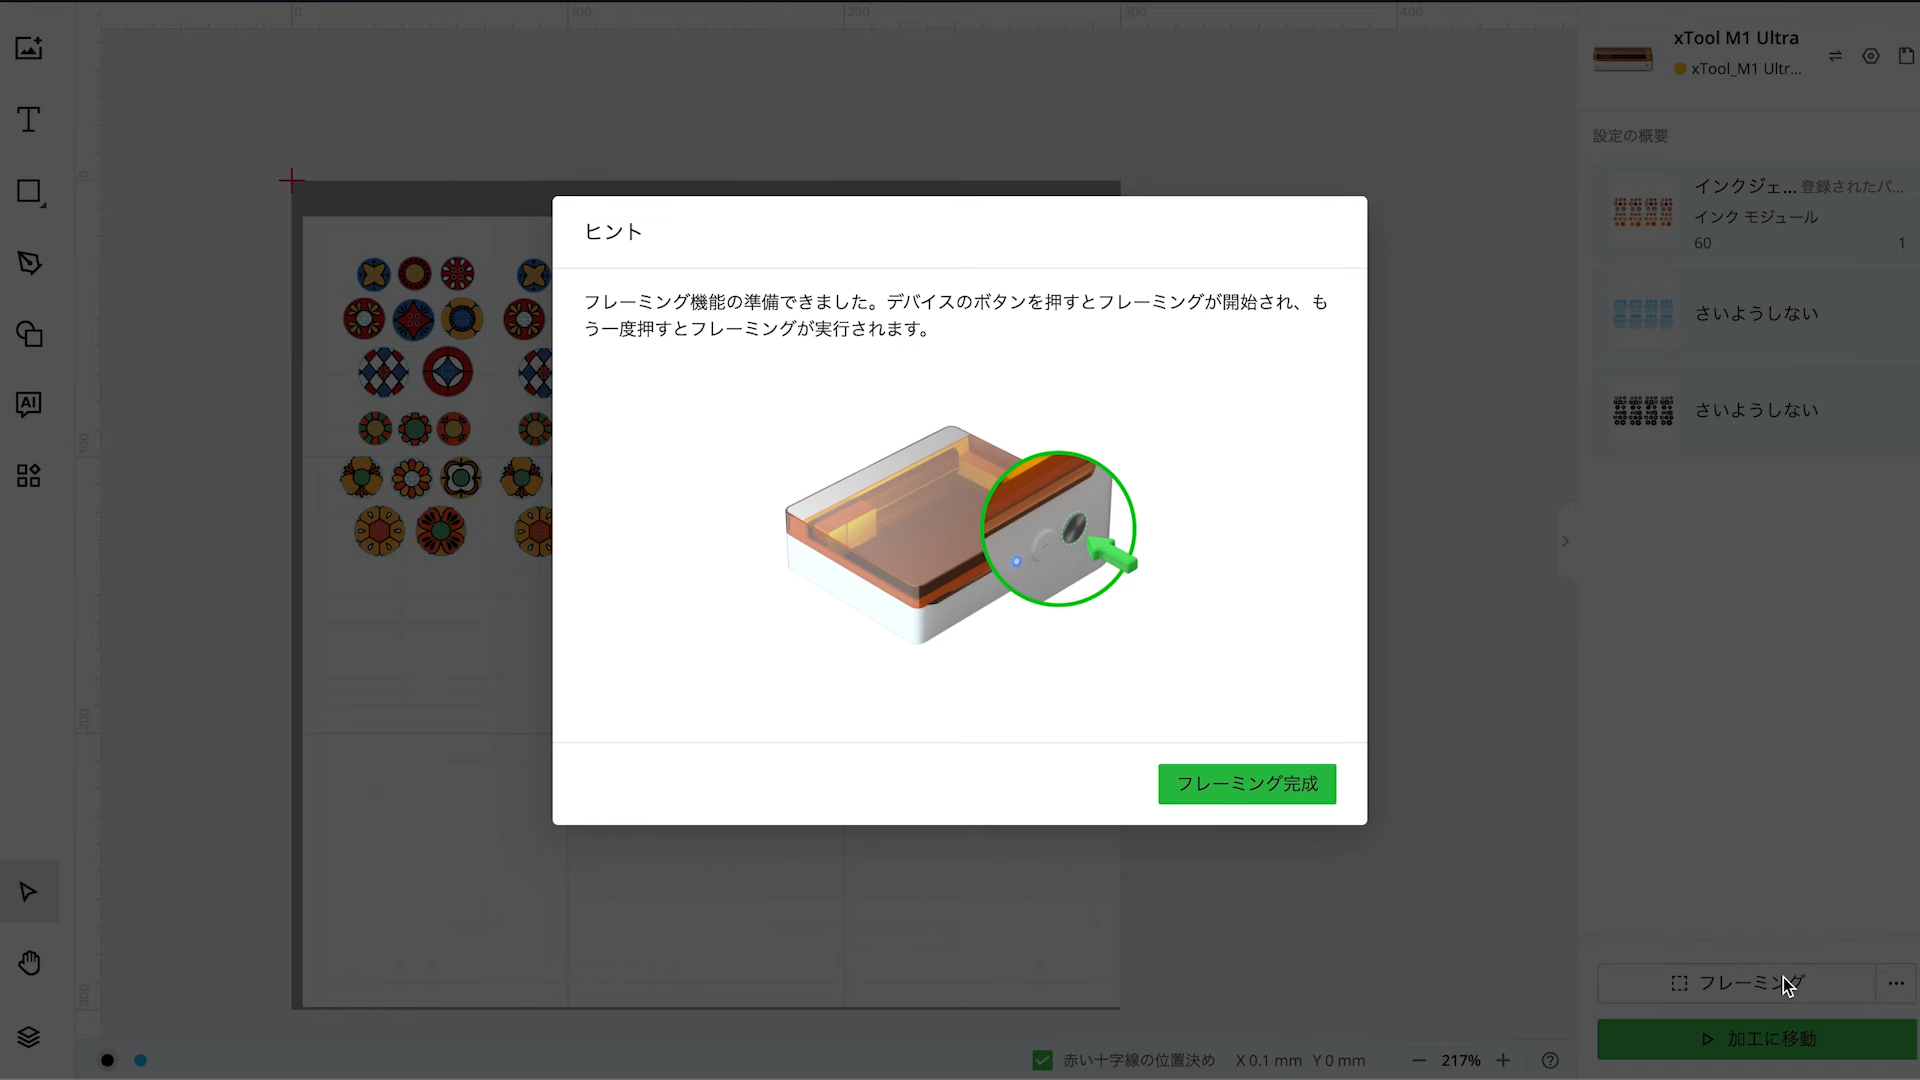 0
100
200
300
400
0
100
200
300
xTool M1 Ultra
xTool_M1 Ultr...
設定の概要
インクジェ... 登録されたパ...
インク モジュール
60 1
さいようしない
さいようしない
AI
ヒント
フレーミング機能の準備できました。デバイスのボタンを押すとフレーミングが開始され、も
う一度押すとフレーミングが実行されます。
フレーミング完成
フレーミング
加工に移動
赤い十字線の位置決め X 0.1 mm Y 0 mm
217%